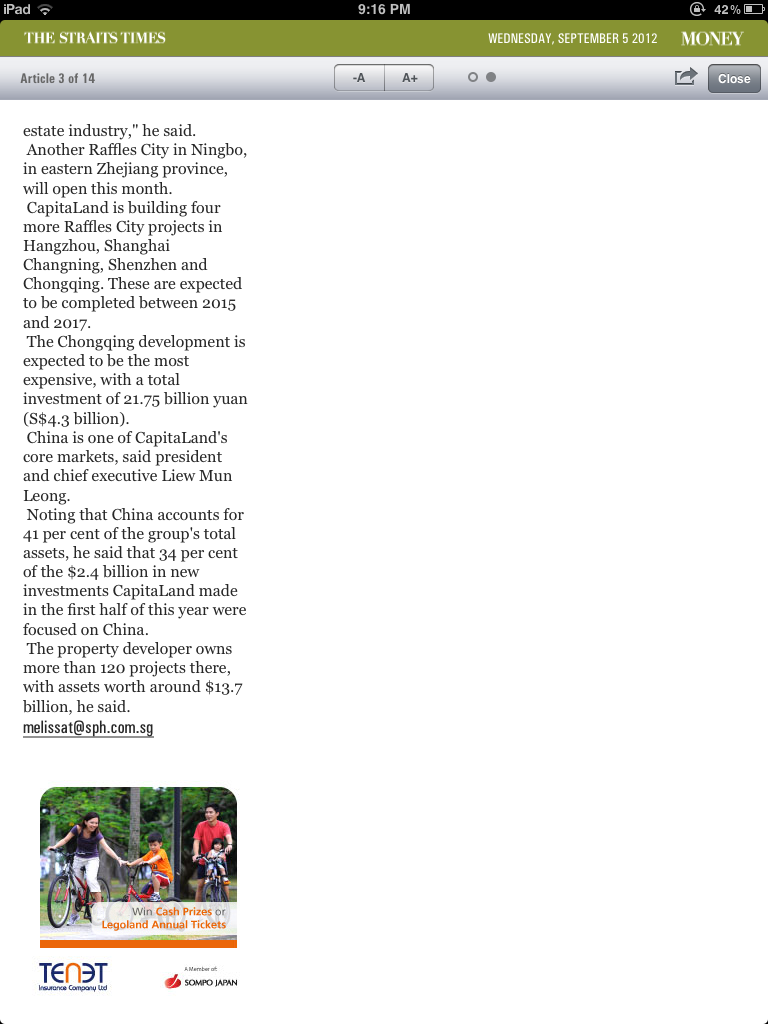 iPad
9:16 PM
42%
THE STRAITS TIMES
WEDNESDAY, SEPTEMBER 5 2012
MONEY
Article 3 of 14
-A
A+
Close
estate industry," he said.
Another Raffles City in Ningbo,
in eastern Zhejiang province,
will open this month.
CapitaLand is building four
more Raffles City projects in
Hangzhou, Shanghai
Changning, Shenzhen and
Chongqing. These are expected
to be completed between 2015
and 2017.
The Chongqing development is
expected to be the most
expensive, with a total
investment of 21.75 billion yuan
(S$4.3 billion).
China is one of CapitaLand's
core markets, said president
and chief executive Liew Mun
Leong.
Noting that China accounts for
41 per cent of the group's total
assets, he said that 34 per cent
of the $2.4 billion in new
investments CapitaLand made
in the first half of this year were
focused on China.
The property developer owns
more than 120 projects there,
with assets worth around $13.7
billion, he said.
melissat@sph.com.sg
Win Cash Prizes or
Legoland Annual Tickets
TENET
Insurance Company Ltd
A Member of:
SOMPO JAPAN